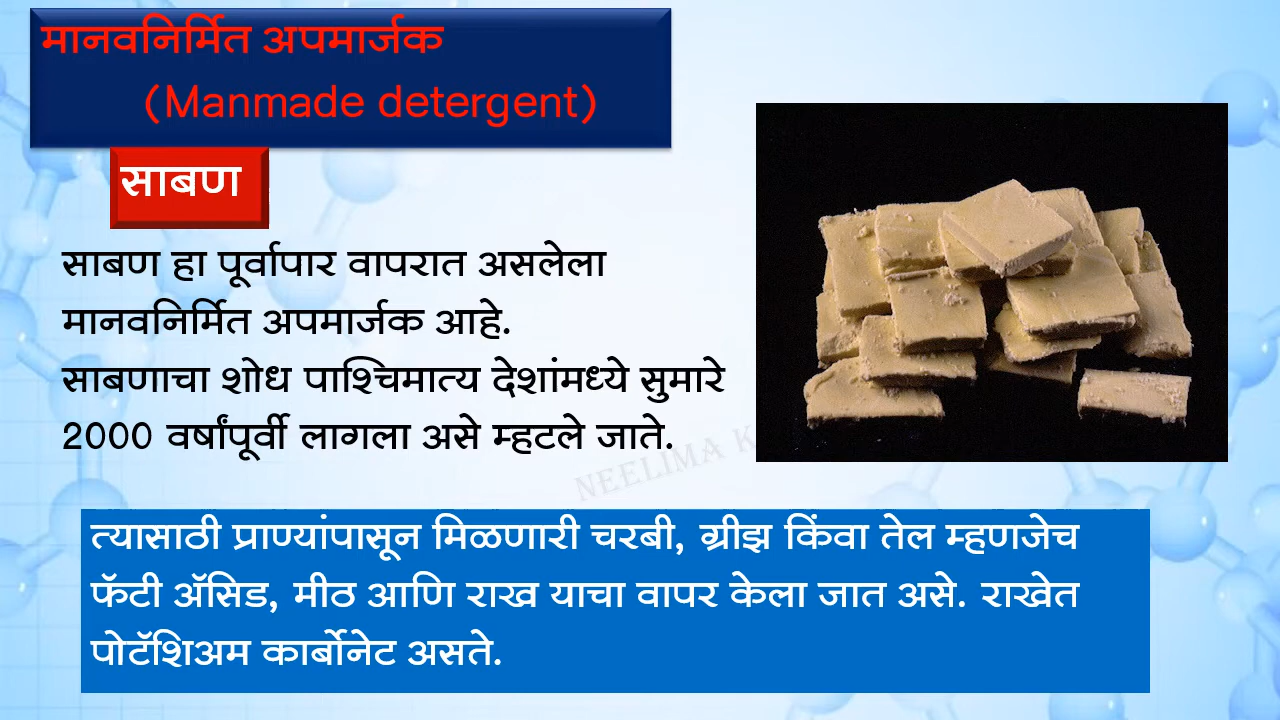 मानवनिर्मित अपमार्जक
(Manmade detergent)
साबण
साबण हा पूर्वापार वापरात असलेला
मानवनिर्मित अपमार्जक आहे.
साबणाचा शोध पाश्चिमात्य देशांमध्ये सुमारे
2000 वर्षांपूर्वी लागला असे म्हटले जाते.
NEELIMA
त्यासाठी प्राण्यांपासून मिळणारी चरबी, ग्रीझ किंवा तेल म्हणजेच
फॅटी ॲसिड, मीठ आणि राख याचा वापर केला जात असे. राखेत
पोटॅशिअम कार्बोनेट असते.